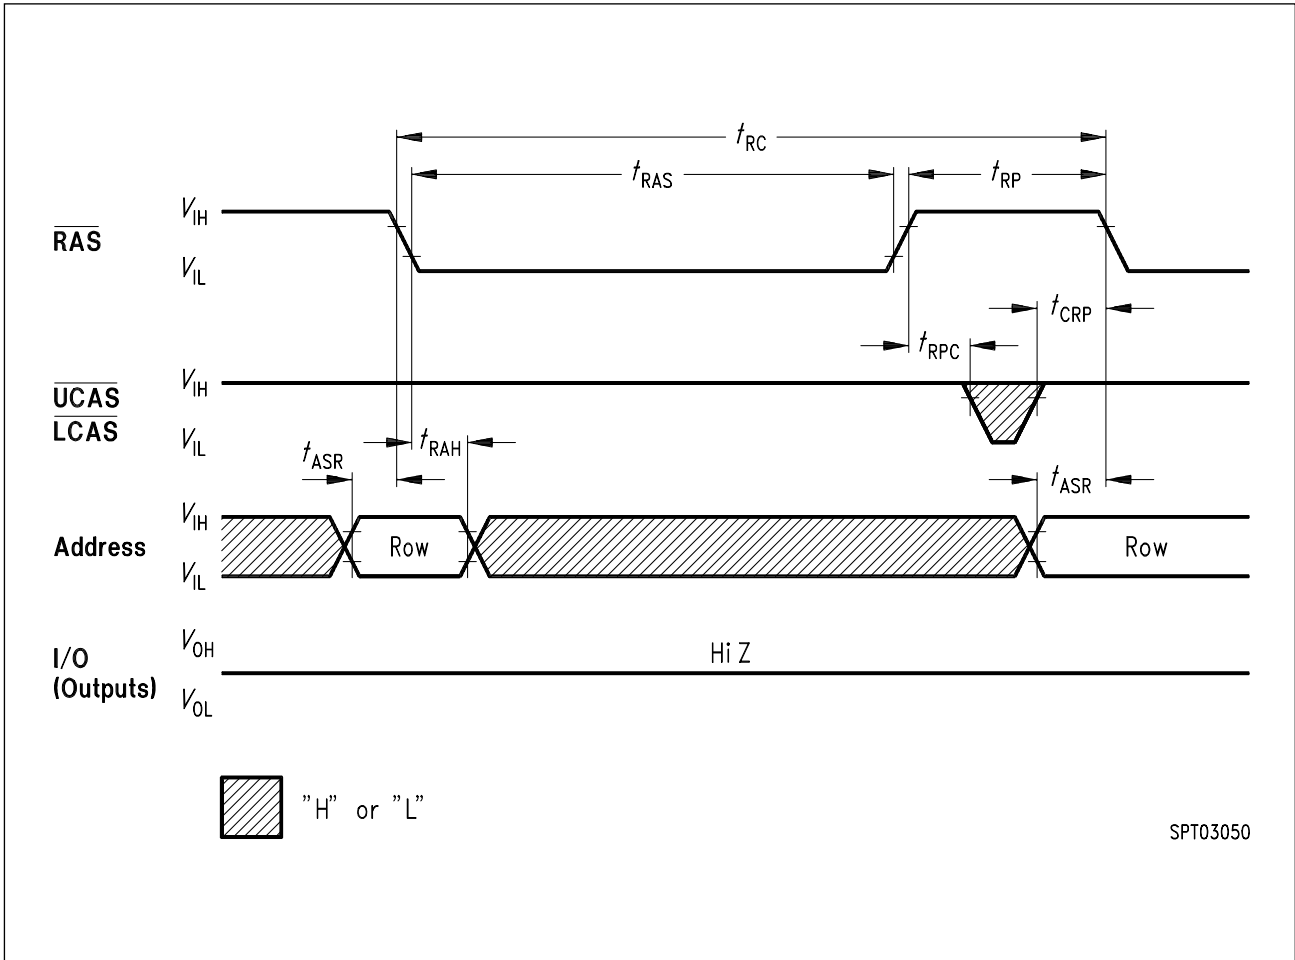 tRC
tRAS
tRP
VIH
RAS
VIL
tCRP
tRPC
VIH
UCAS
LCAS
VIL
tRAH
tASR
tASR
VIH
Address
Row
Row
VIL
VOH
Hi Z
I/O
(Outputs)
VOL
"H" or "L"
SPT03050